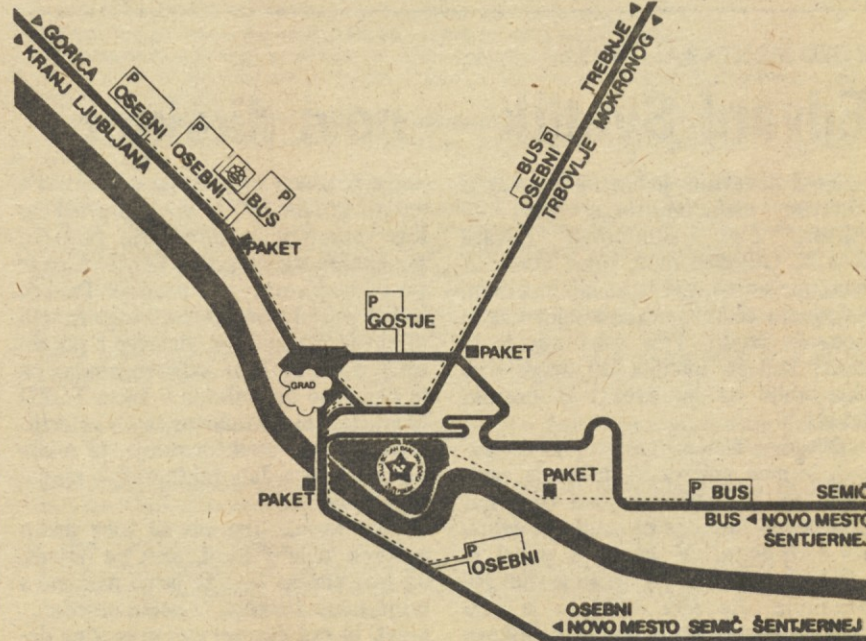 ▶ GORICA
▶ KRANJ LJUBLJANA
P
OSEBNI
P
OSEBNI
P
BUS
PAKET
TREBNJE ◀
TRBOVLJE MOKRONOG ◀
BUS P
OSEBNI
P
GOSTJE
PAKET
GRAD
PAKET
PAKET
P BUS
SEMIČ
BUS ◀ NOVO MESTO
ŠENTJERNEJ
P
OSEBNI
OSEBNI
◀ NOVO MESTO SEMIČ ŠENTJERNEJ